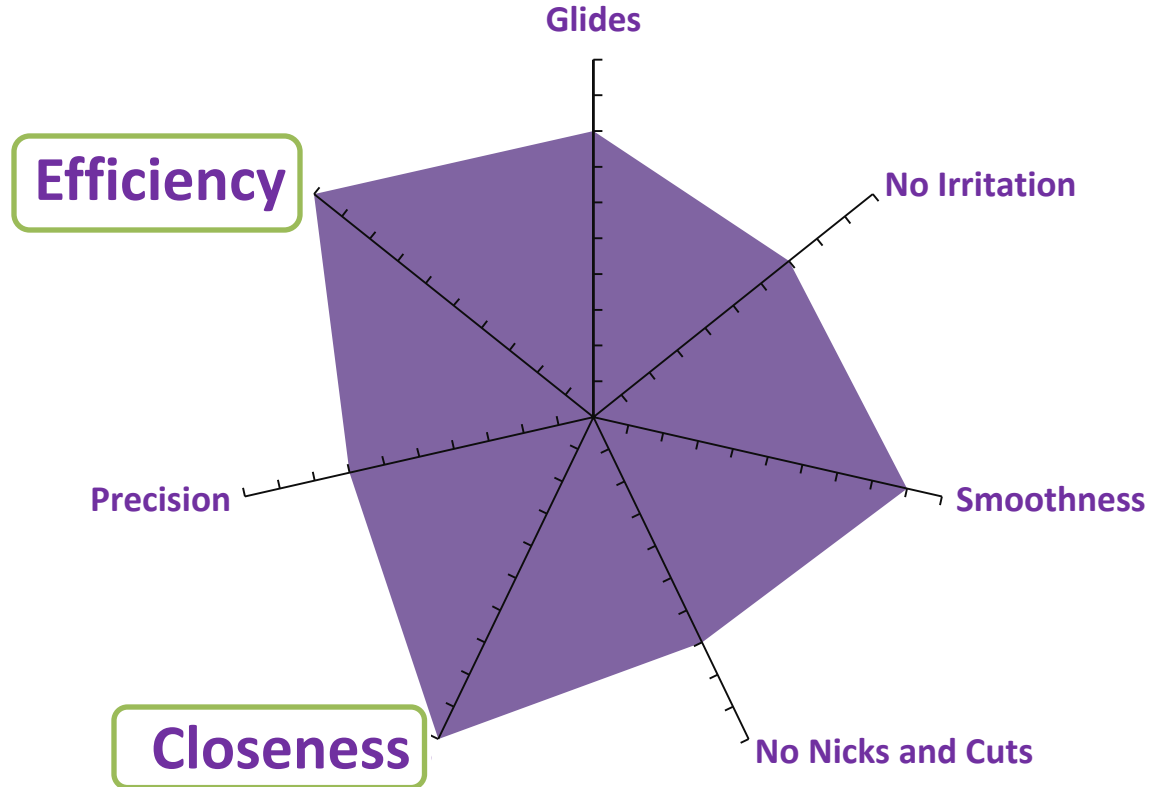 Glides
Efficiency
No Irritation
Precision
Smoothness
Closeness
No Nicks and Cuts